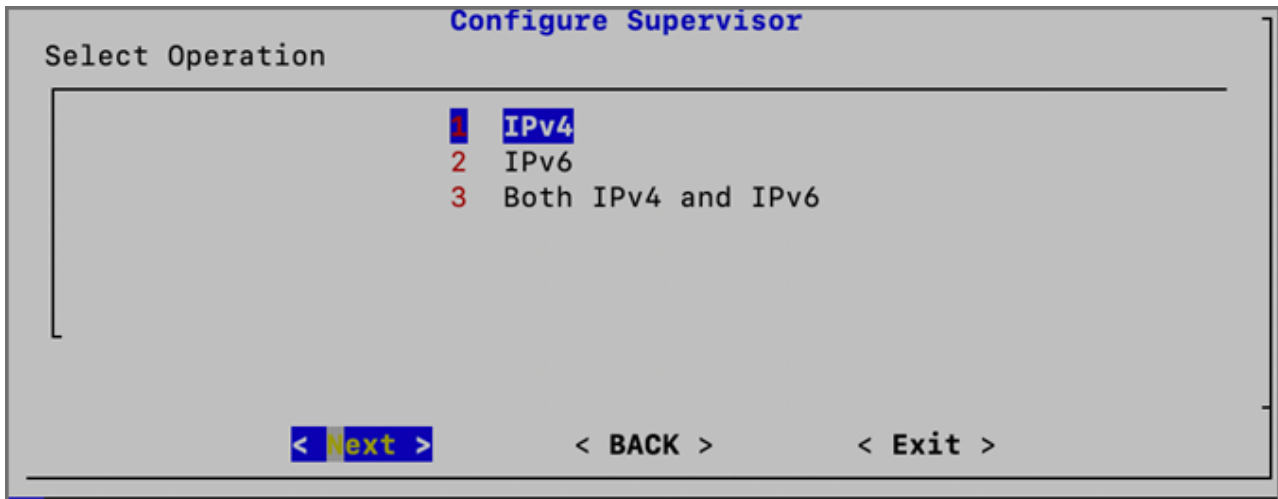 Configure Supervisor
Select Operation
1 IPv4
2 IPv6
3 Both IPv4 and IPv6
< Next > < BACK > < Exit >